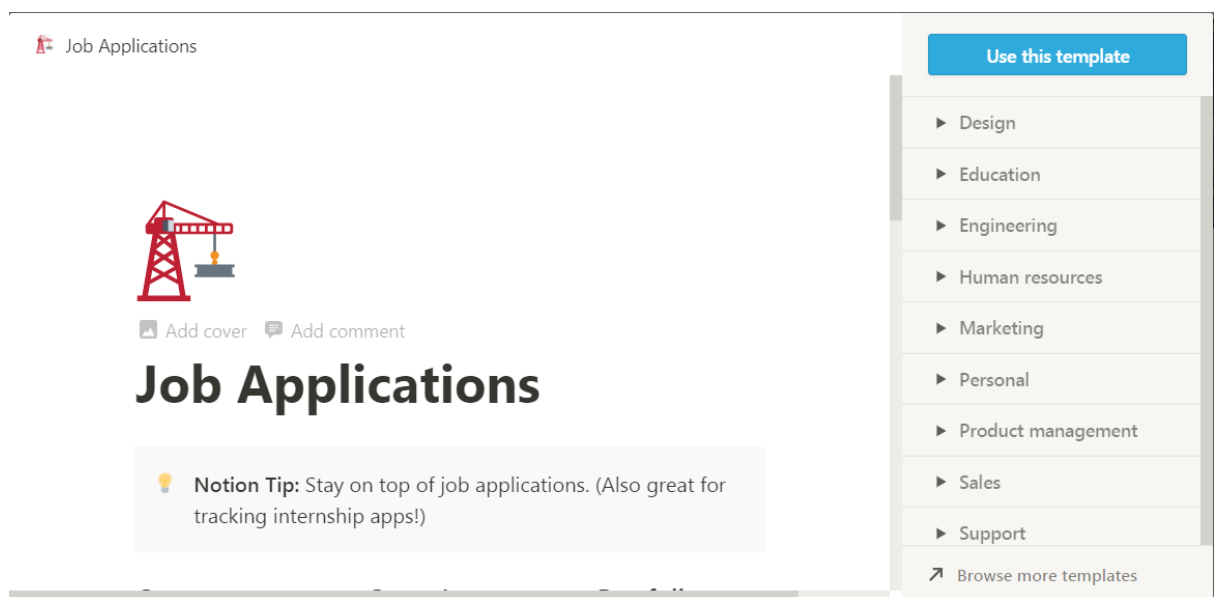 Job Applications
Use this template
Design
Education
Engineering
Human resources
Marketing
Personal
Product management
Sales
Support
Browse more templates
Add cover Add comment
Job Applications
Notion Tip: Stay on top of job applications. (Also great for
tracking internship apps!)